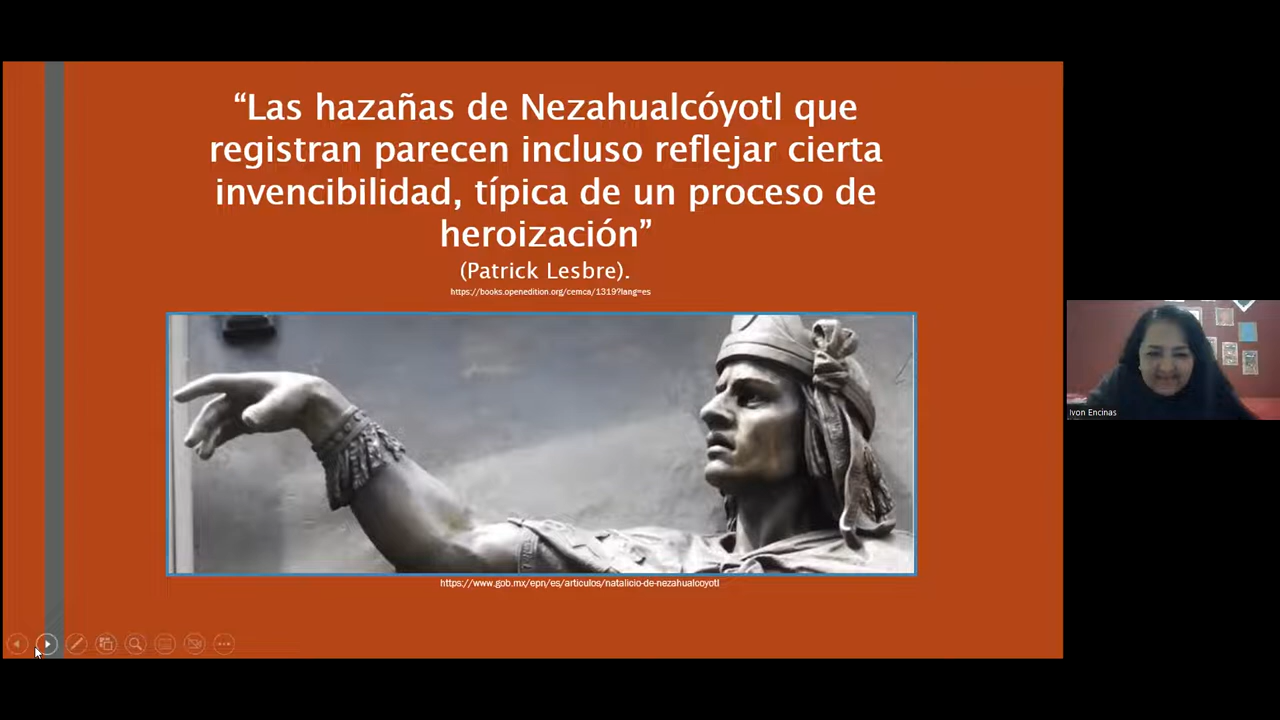 “Las hazañas de Nezahualcóyotl que
registran parecen incluso reflejar cierta
invencibilidad, típica de un proceso de
heroización”
(Patrick Lesbre).
https://books.openedition.org/cemca/1319?lang=es
https://www.gob.mx/epn/es/articulos/natalicio-de-nezahualcoyotl
Ivon Encinas